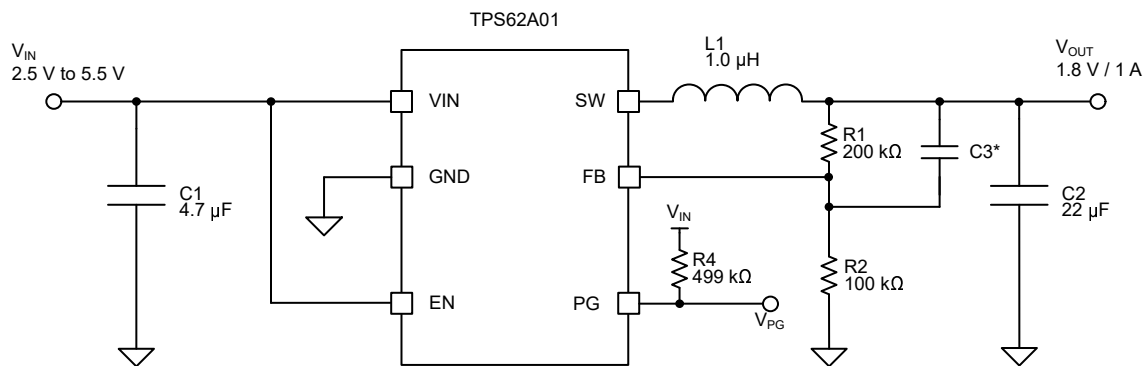 TPS62A01
V_IN
2.5 V to 5.5 V
L1
1.0 µH
V_OUT
1.8 V / 1 A
VIN
SW
R1
200 kΩ
C3*
GND
FB
C1
4.7 µF
C2
22 µF
V_IN
R4
499 kΩ
R2
100 kΩ
EN
PG
V_PG